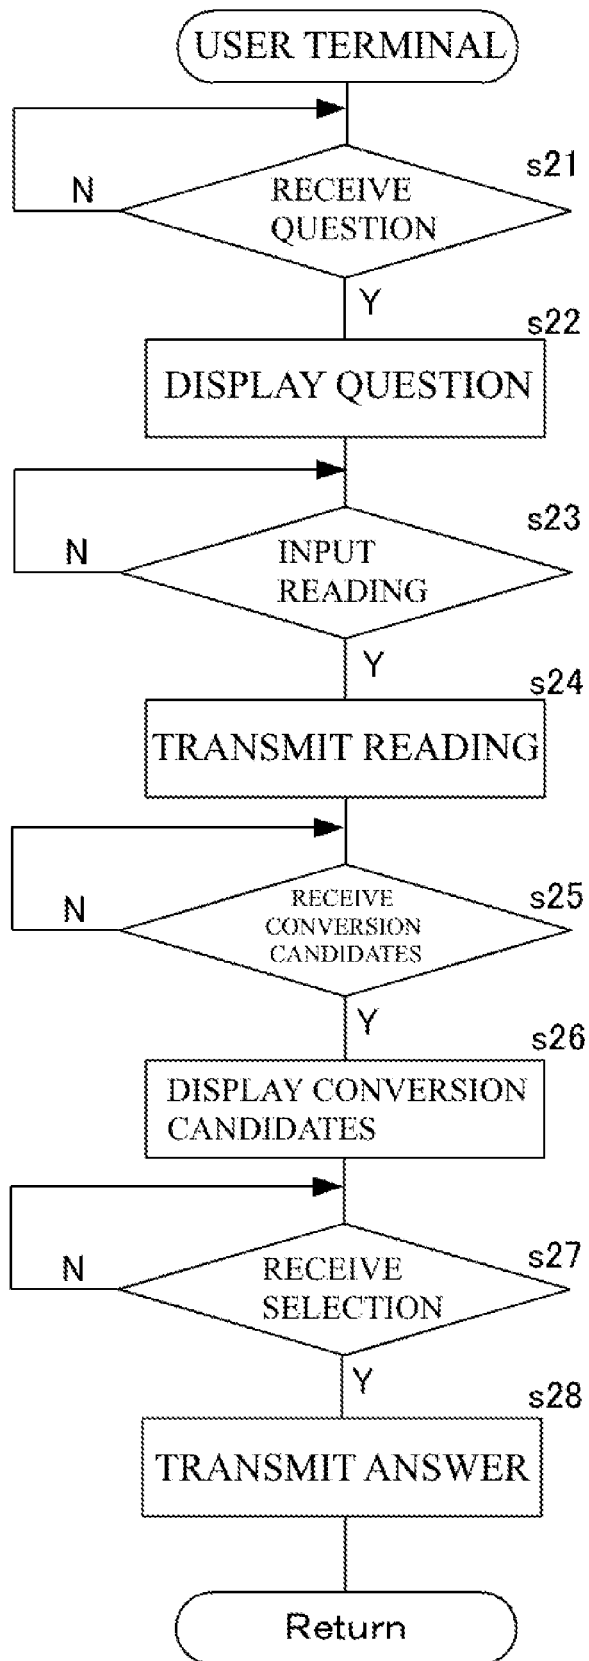 USER TERMINAL
s21
N
RECEIVE
QUESTION
Y
s22
DISPLAY QUESTION
s23
N
INPUT
READING
Y
s24
TRANSMIT READING
s25
N
RECEIVE
CONVERSION
CANDIDATES
Y
s26
DISPLAY CONVERSION
CANDIDATES
s27
N
RECEIVE
SELECTION
Y
s28
TRANSMIT ANSWER
Return